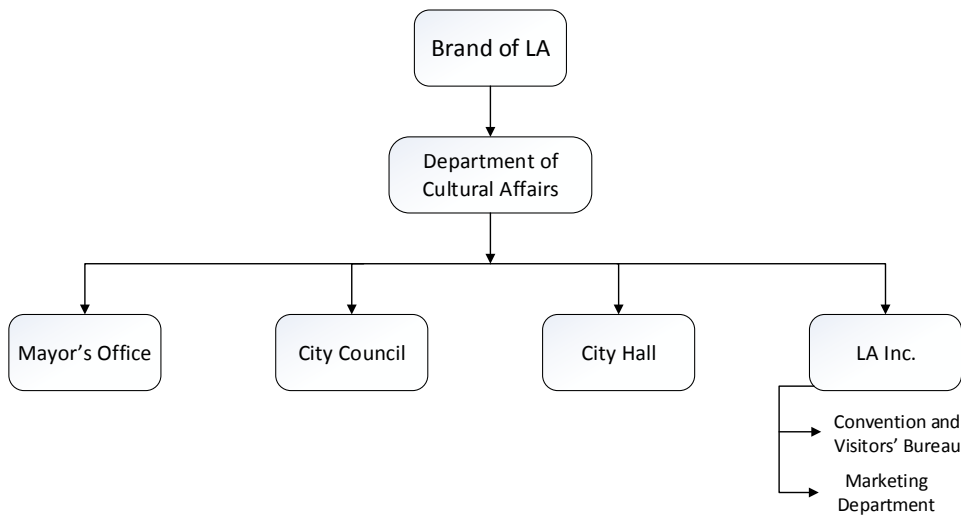 Brand of LA
Department of
Cultural Affairs
Mayor’s Office
City Council
City Hall
LA Inc.
Convention and
Visitors’ Bureau
Marketing
Department